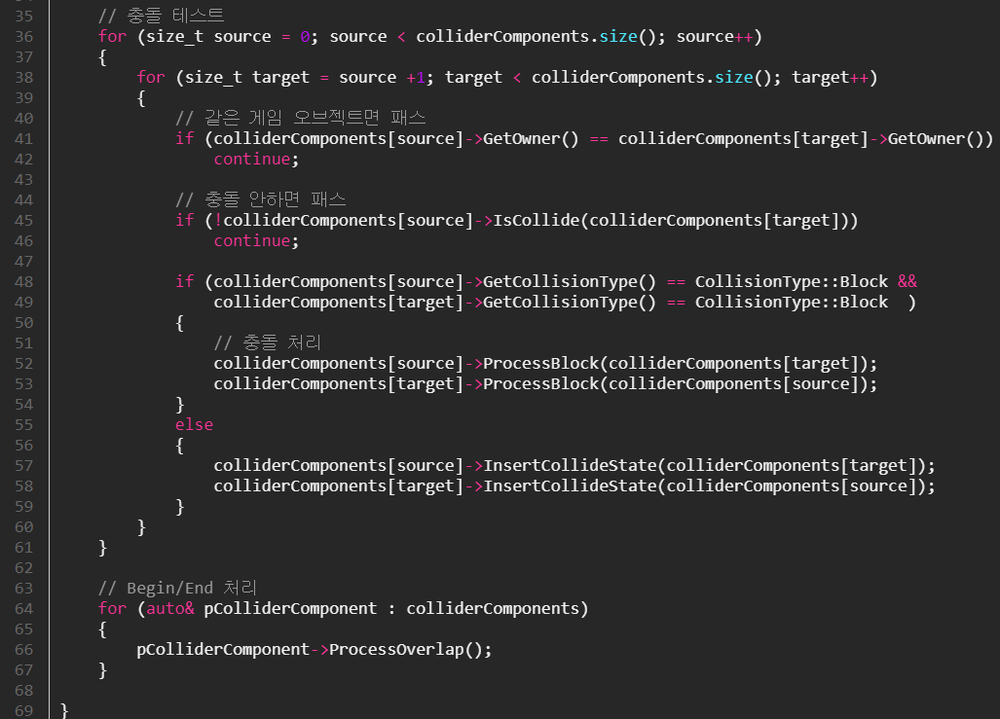 35 // 충돌 테스트
36 for (size_t source = 0; source < colliderComponents.size(); source++)
37 {
38 for (size_t target = source +1; target < colliderComponents.size(); target++)
39 {
40 // 같은 게임 오브젝트면 패스
41 if (colliderComponents[source]->GetOwner() == colliderComponents[target]->GetOwner())
42 continue;
43
44 // 충돌 안하면 패스
45 if (!colliderComponents[source]->IsCollide(colliderComponents[target]))
46 continue;
47
48 if (colliderComponents[source]->GetCollisionType() == CollisionType::Block &&
49 colliderComponents[target]->GetCollisionType() == CollisionType::Block  )
50 {
51 // 충돌 처리
52 colliderComponents[source]->ProcessBlock(colliderComponents[target]);
53 colliderComponents[target]->ProcessBlock(colliderComponents[source]);
54 }
55 else
56 {
57 colliderComponents[source]->InsertCollideState(colliderComponents[target]);
58 colliderComponents[target]->InsertCollideState(colliderComponents[source]);
59 }
60 }
61 }
62
63 // Begin/End 처리
64 for (auto& pColliderComponent : colliderComponents)
65 {
66 pColliderComponent->ProcessOverlap();
67 }
68
69 }